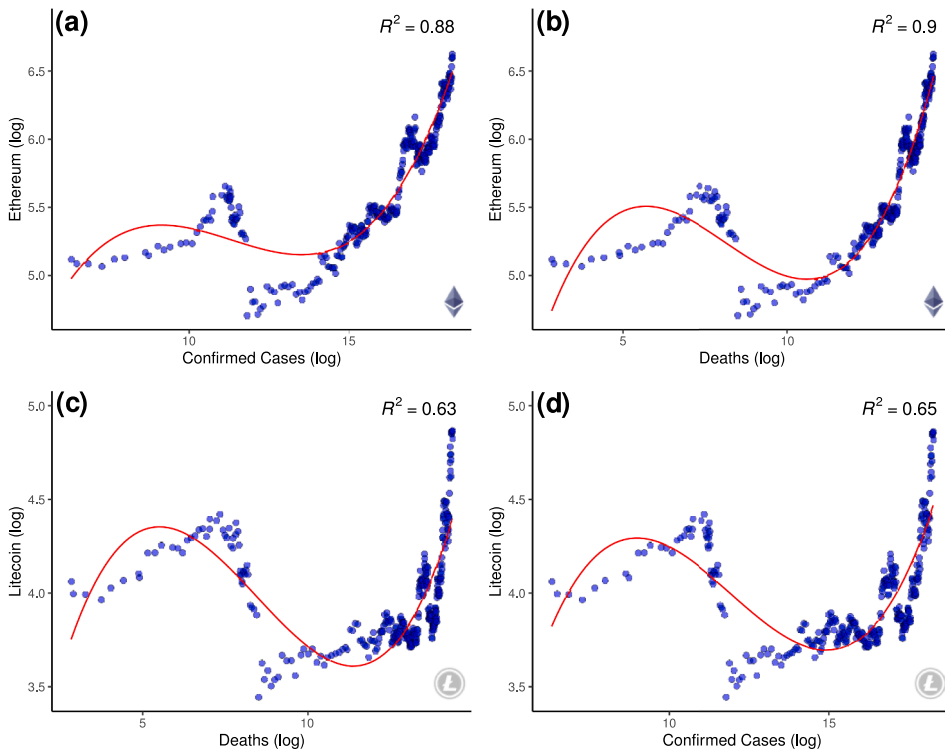 (a)
R² = 0.88
Ethereum (log)
6.5
6.0
5.5
5.0
10
15
Confirmed Cases (log)
(b)
R² = 0.9
Ethereum (log)
6.5
6.0
5.5
5.0
5
10
Deaths (log)
(c)
R² = 0.63
Litecoin (log)
5.0
4.5
4.0
3.5
5
10
Deaths (log)
(d)
R² = 0.65
Litecoin (log)
5.0
4.5
4.0
3.5
10
15
Confirmed Cases (log)